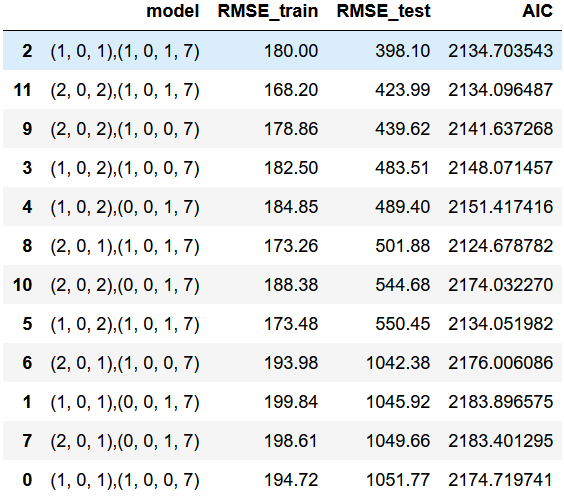 model RMSE_train RMSE_test AIC
2 (1, 0, 1),(1, 0, 1, 7) 180.00 398.10 2134.703543
11 (2, 0, 2),(1, 0, 1, 7) 168.20 423.99 2134.096487
9 (2, 0, 2),(1, 0, 0, 7) 178.86 439.62 2141.637268
3 (1, 0, 2),(1, 0, 0, 7) 182.50 483.51 2148.071457
4 (1, 0, 2),(0, 0, 1, 7) 184.85 489.40 2151.417416
8 (2, 0, 1),(1, 0, 1, 7) 173.26 501.88 2124.678782
10 (2, 0, 2),(0, 0, 1, 7) 188.38 544.68 2174.032270
5 (1, 0, 2),(1, 0, 1, 7) 173.48 550.45 2134.051982
6 (2, 0, 1),(1, 0, 0, 7) 193.98 1042.38 2176.006086
1 (1, 0, 1),(0, 0, 1, 7) 199.84 1045.92 2183.896575
7 (2, 0, 1),(0, 0, 1, 7) 198.61 1049.66 2183.401295
0 (1, 0, 1),(1, 0, 0, 7) 194.72 1051.77 2174.719741